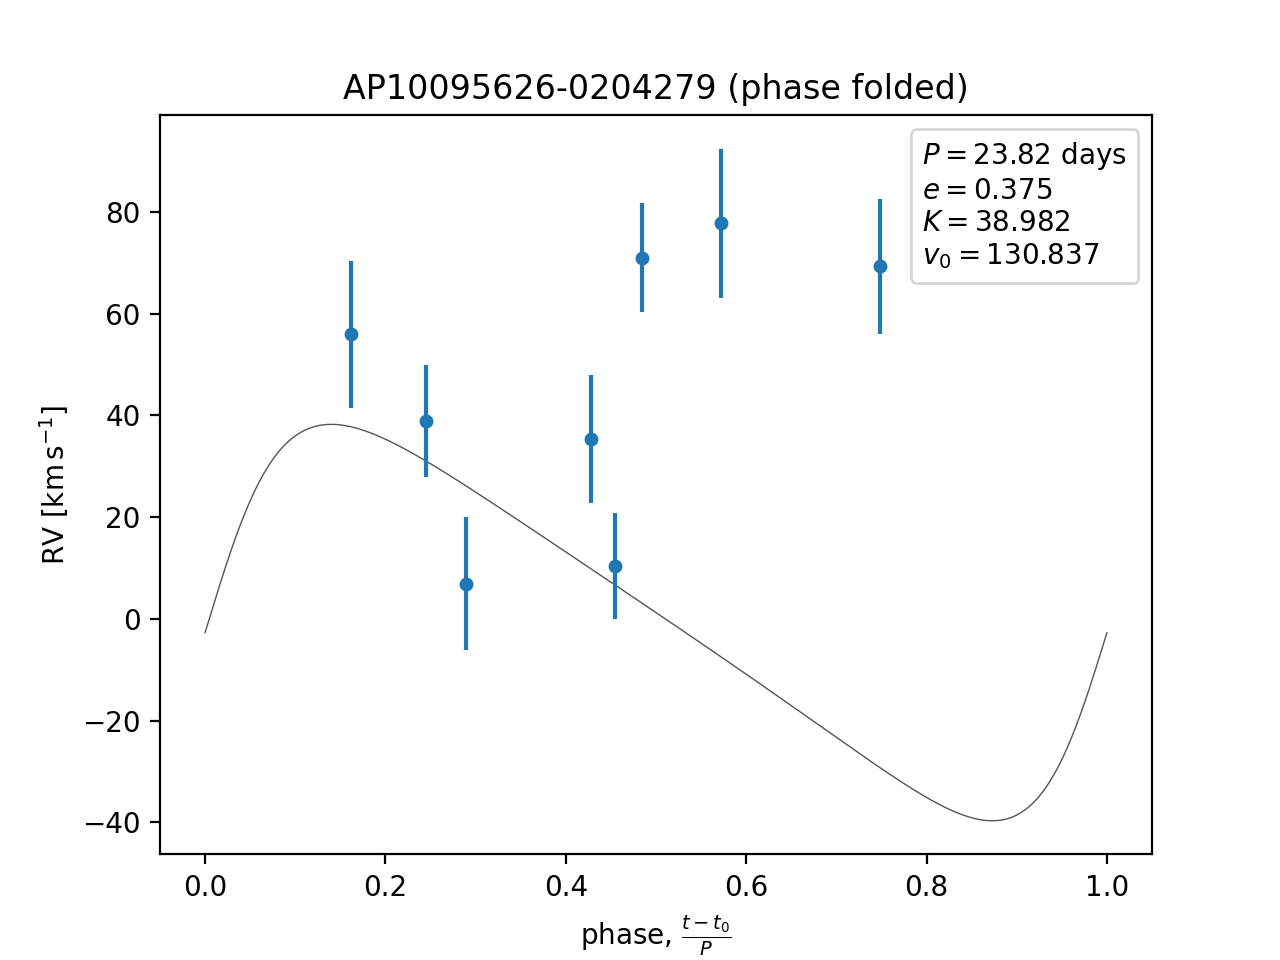 AP10095626-0204279 (phase folded)
P = 23.82 days
e = 0.375
K = 38.982
v₀ = 130.837
RV [km s⁻¹]
80
60
40
20
0
−20
−40
0.0 0.2 0.4 0.6 0.8 1.0
phase, (t − t₀)/P